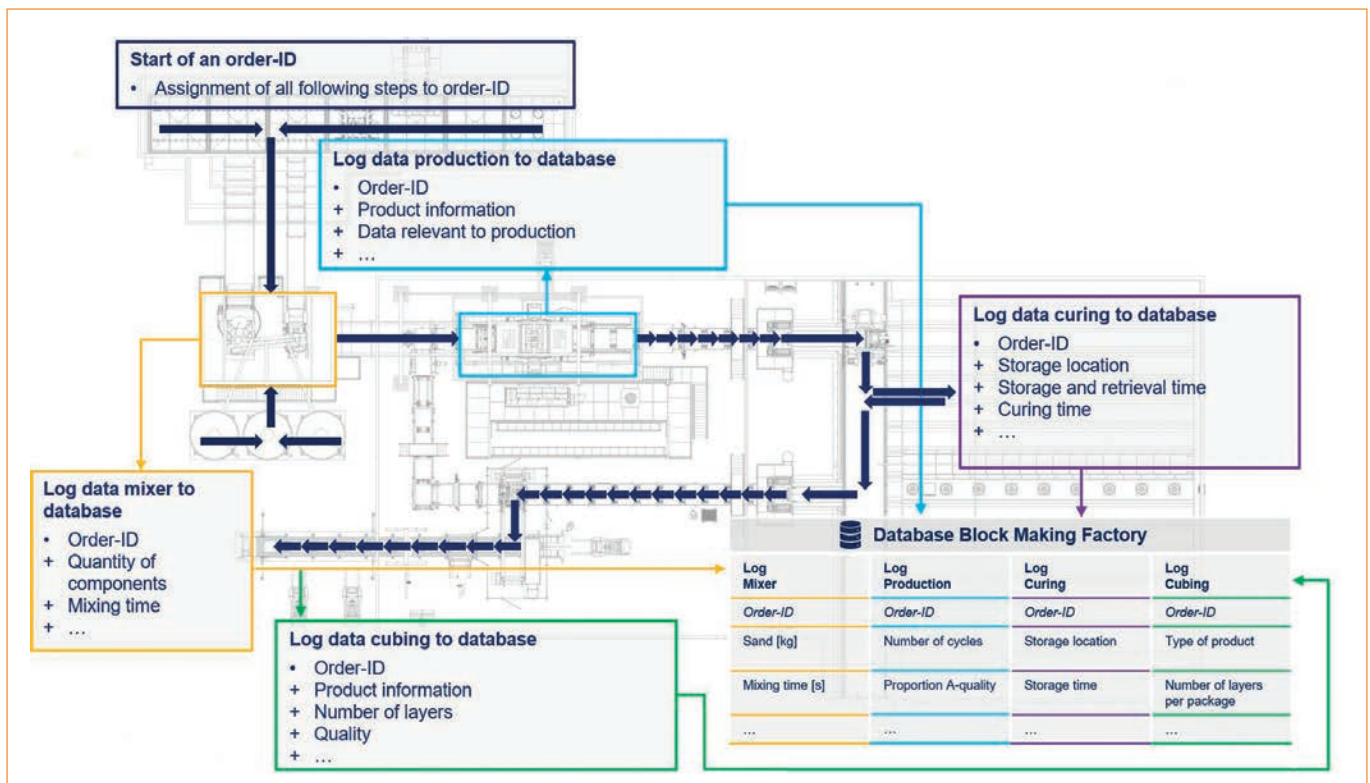 Start of an order-ID
• Assignment of all following steps to order-ID
Log data production to database
• Order-ID
+ Product information
+ Data relevant to production
+ …
Log data curing to database
• Order-ID
+ Storage location
+ Storage and retrieval time
+ Curing time
+ …
Log data mixer to
database
• Order-ID
+ Quantity of
components
+ Mixing time
+ …
Log data cubing to database
• Order-ID
+ Product information
+ Number of layers
+ Quality
+ …
Database Block Making Factory
Log Mixer Log Production Log Curing Log Cubing
Order-ID Order-ID Order-ID Order-ID
Sand [kg] Number of cycles Storage location Type of product
Mixing time [s] Proportion A-quality Storage time Number of layers per package
… … … …